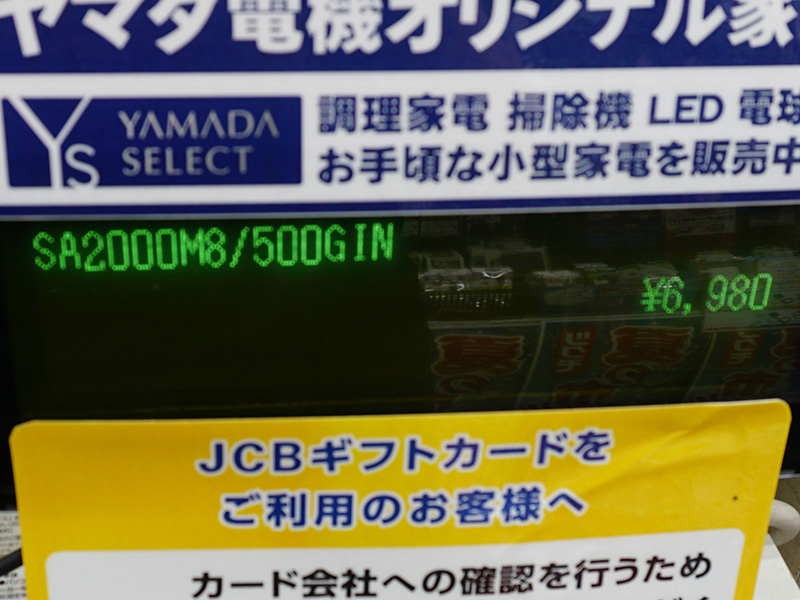 ヤマダ電機オリジナル家
YAMADA
SELECT
調理家電 掃除機 LED 電球
お手頃な小型家電を販売中
SA2000M8/500GIN
¥6,980
JCBギフトカードを
ご利用のお客様へ
カード会社への確認を行うため